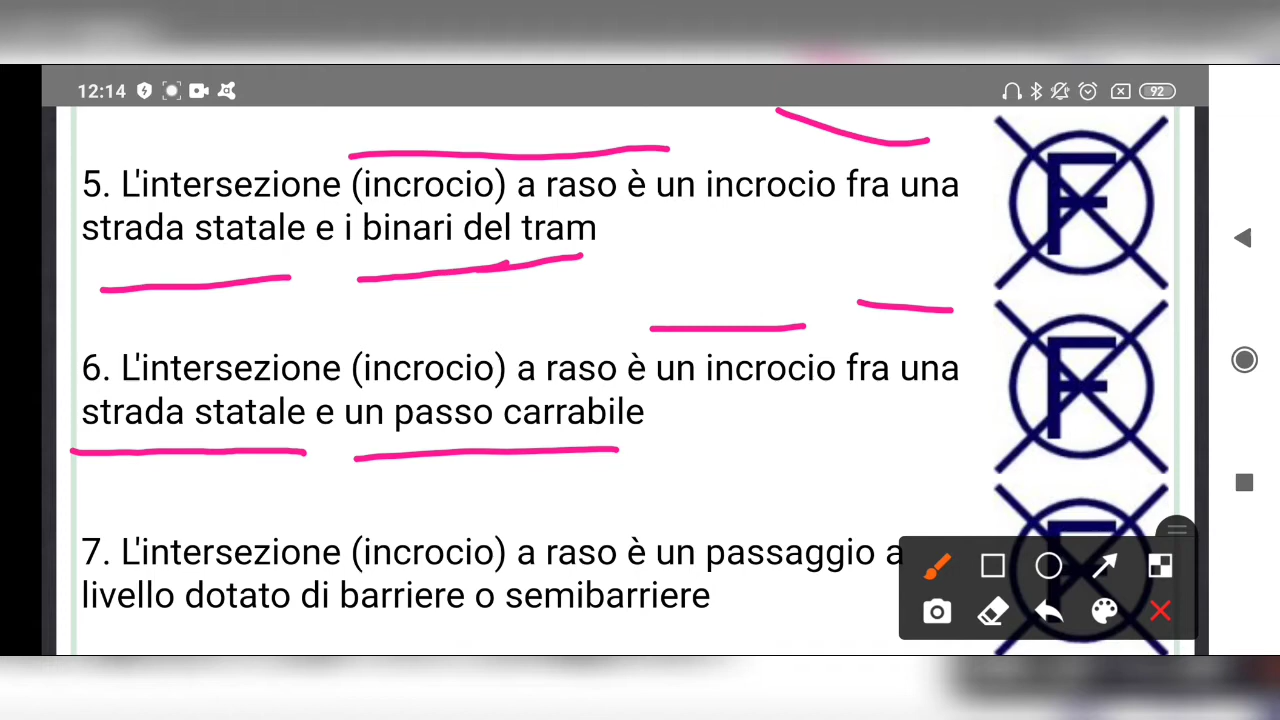 12:14
92
5. L'intersezione (incrocio) a raso è un incrocio fra una
strada statale e i binari del tram
F
6. L'intersezione (incrocio) a raso è un incrocio fra una
strada statale e un passo carrabile
F
7. L'intersezione (incrocio) a raso è un passaggio a
livello dotato di barriere o semibarriere
F